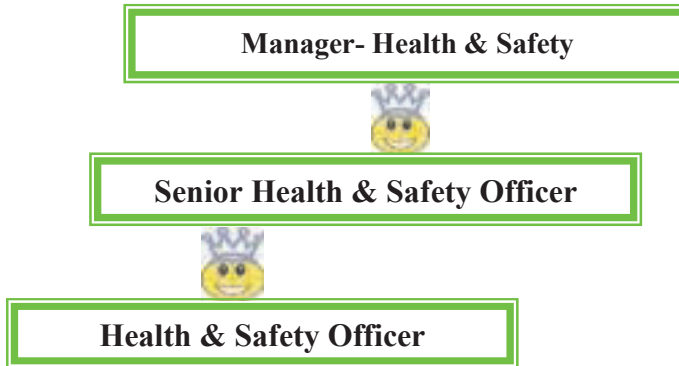 Manager- Health & Safety
Senior Health & Safety Officer
Health & Safety Officer